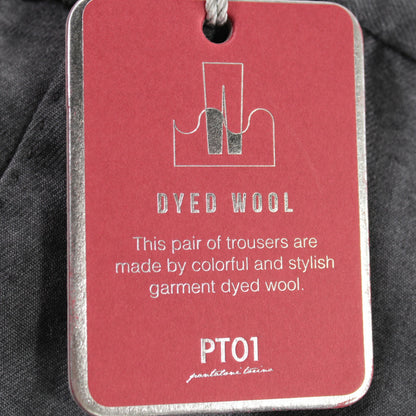 DYED WOOL
This pair of trousers are
made by colorful and stylish
garment dyed wool.
PT01
pantaloni torino